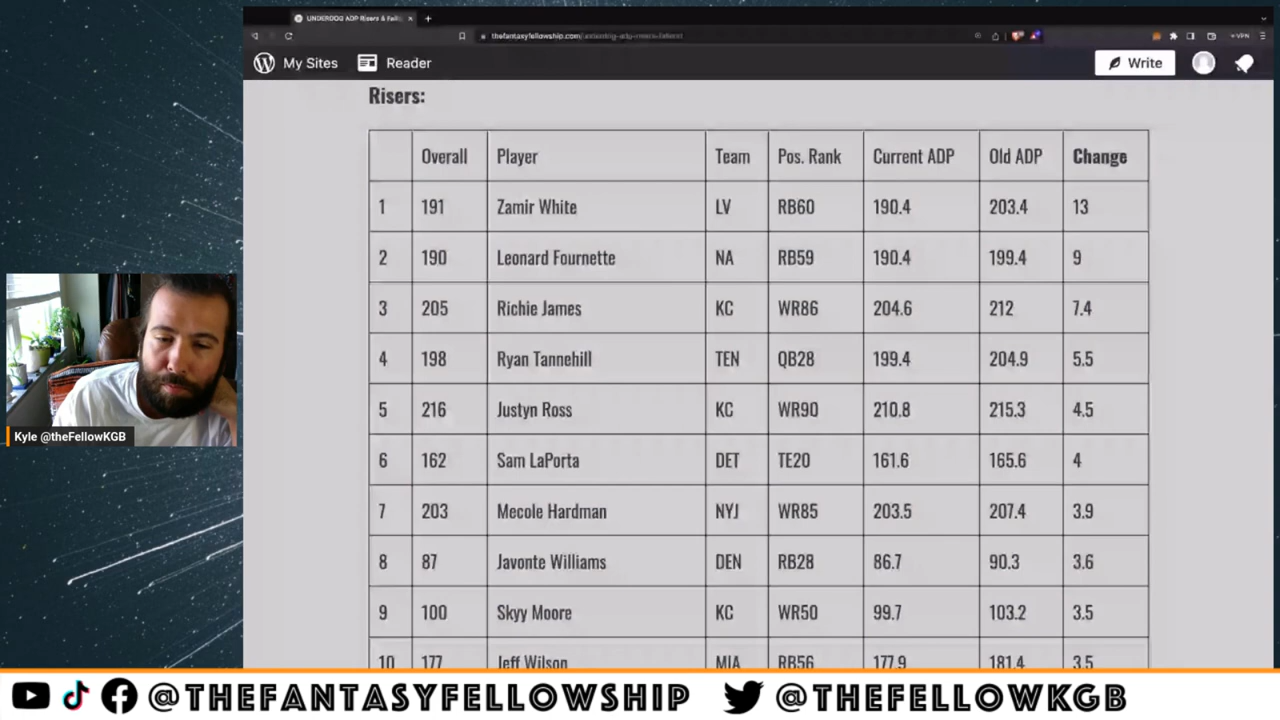 UNDERDOG ADP Risers & Falle
thefantasyfellowship.com/underdog-adp-risers-fallers/
VPN
My Sites
Reader
Write
Risers:
Overall Player Team Pos. Rank Current ADP Old ADP Change
1 191 Zamir White LV RB60 190.4 203.4 13
2 190 Leonard Fournette NA RB59 190.4 199.4 9
3 205 Richie James KC WR86 204.6 212 7.4
4 198 Ryan Tannehill TEN QB28 199.4 204.9 5.5
5 216 Justyn Ross KC WR90 210.8 215.3 4.5
6 162 Sam LaPorta DET TE20 161.6 165.6 4
7 203 Mecole Hardman NYJ WR85 203.5 207.4 3.9
8 87 Javonte Williams DEN RB28 86.7 90.3 3.6
9 100 Skyy Moore KC WR50 99.7 103.2 3.5
10 177 Jeff Wilson MIA RB56 177.9 181.4 3.5
Kyle @theFellowKGB
@THEFANTASYFELLOWSHIP @THEFELLOWKGB